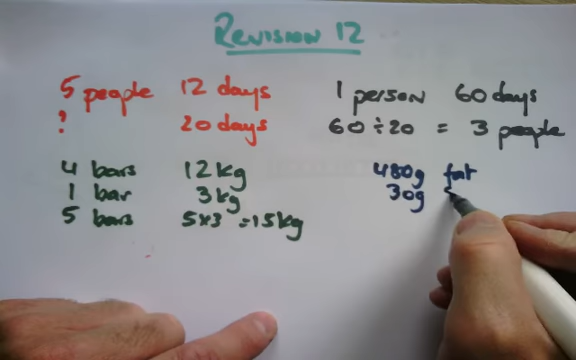 REVISION 12
5 people 12 days
? 20 days
1 person 60 days
60 ÷ 20 = 3 people
4 bars 12kg
1 bar 3kg
5 bars 5x3 = 15kg
480g fat
30g